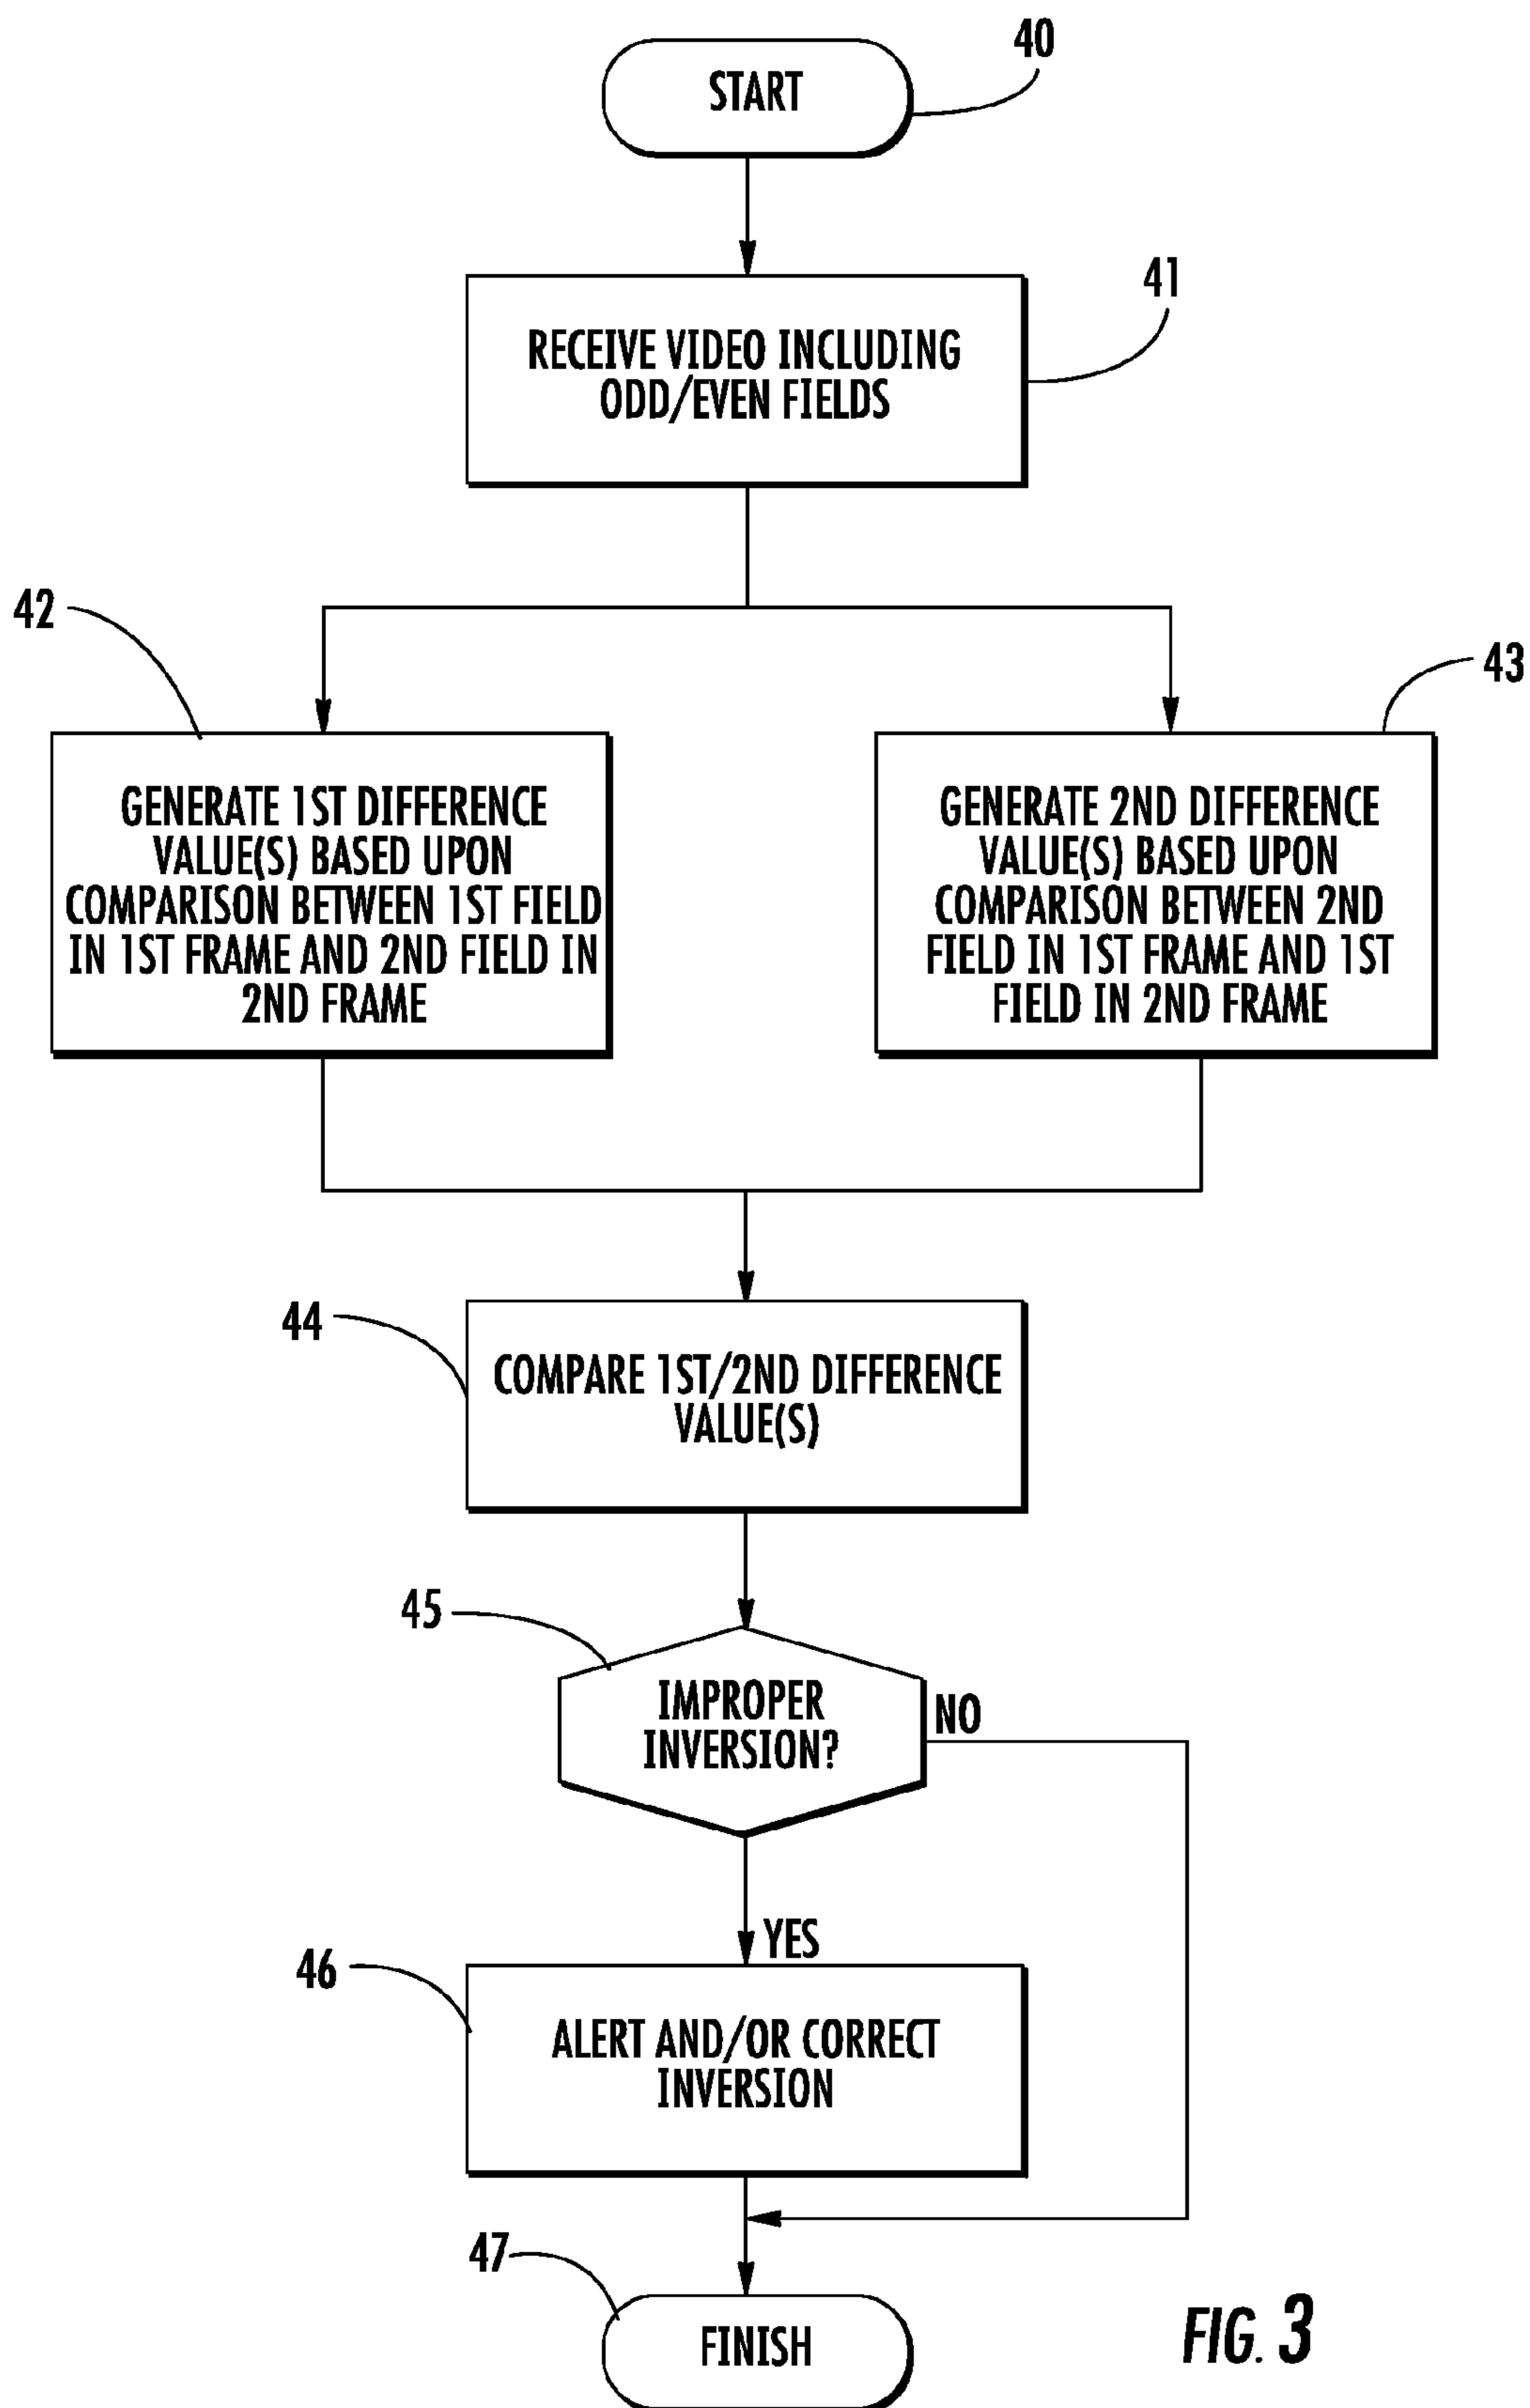 40
START
41
RECEIVE VIDEO INCLUDING
ODD/EVEN FIELDS
42
43
GENERATE 1ST DIFFERENCE
VALUE(S) BASED UPON
COMPARISON BETWEEN 1ST FIELD
IN 1ST FRAME AND 2ND FIELD IN
2ND FRAME
GENERATE 2ND DIFFERENCE
VALUE(S) BASED UPON
COMPARISON BETWEEN 2ND
FIELD IN 1ST FRAME AND 1ST
FIELD IN 2ND FRAME
44
COMPARE 1ST/2ND DIFFERENCE
VALUE(S)
45
IMPROPER
INVERSION?
NO
YES
46
ALERT AND/OR CORRECT
INVERSION
47
FINISH
FIG. 3